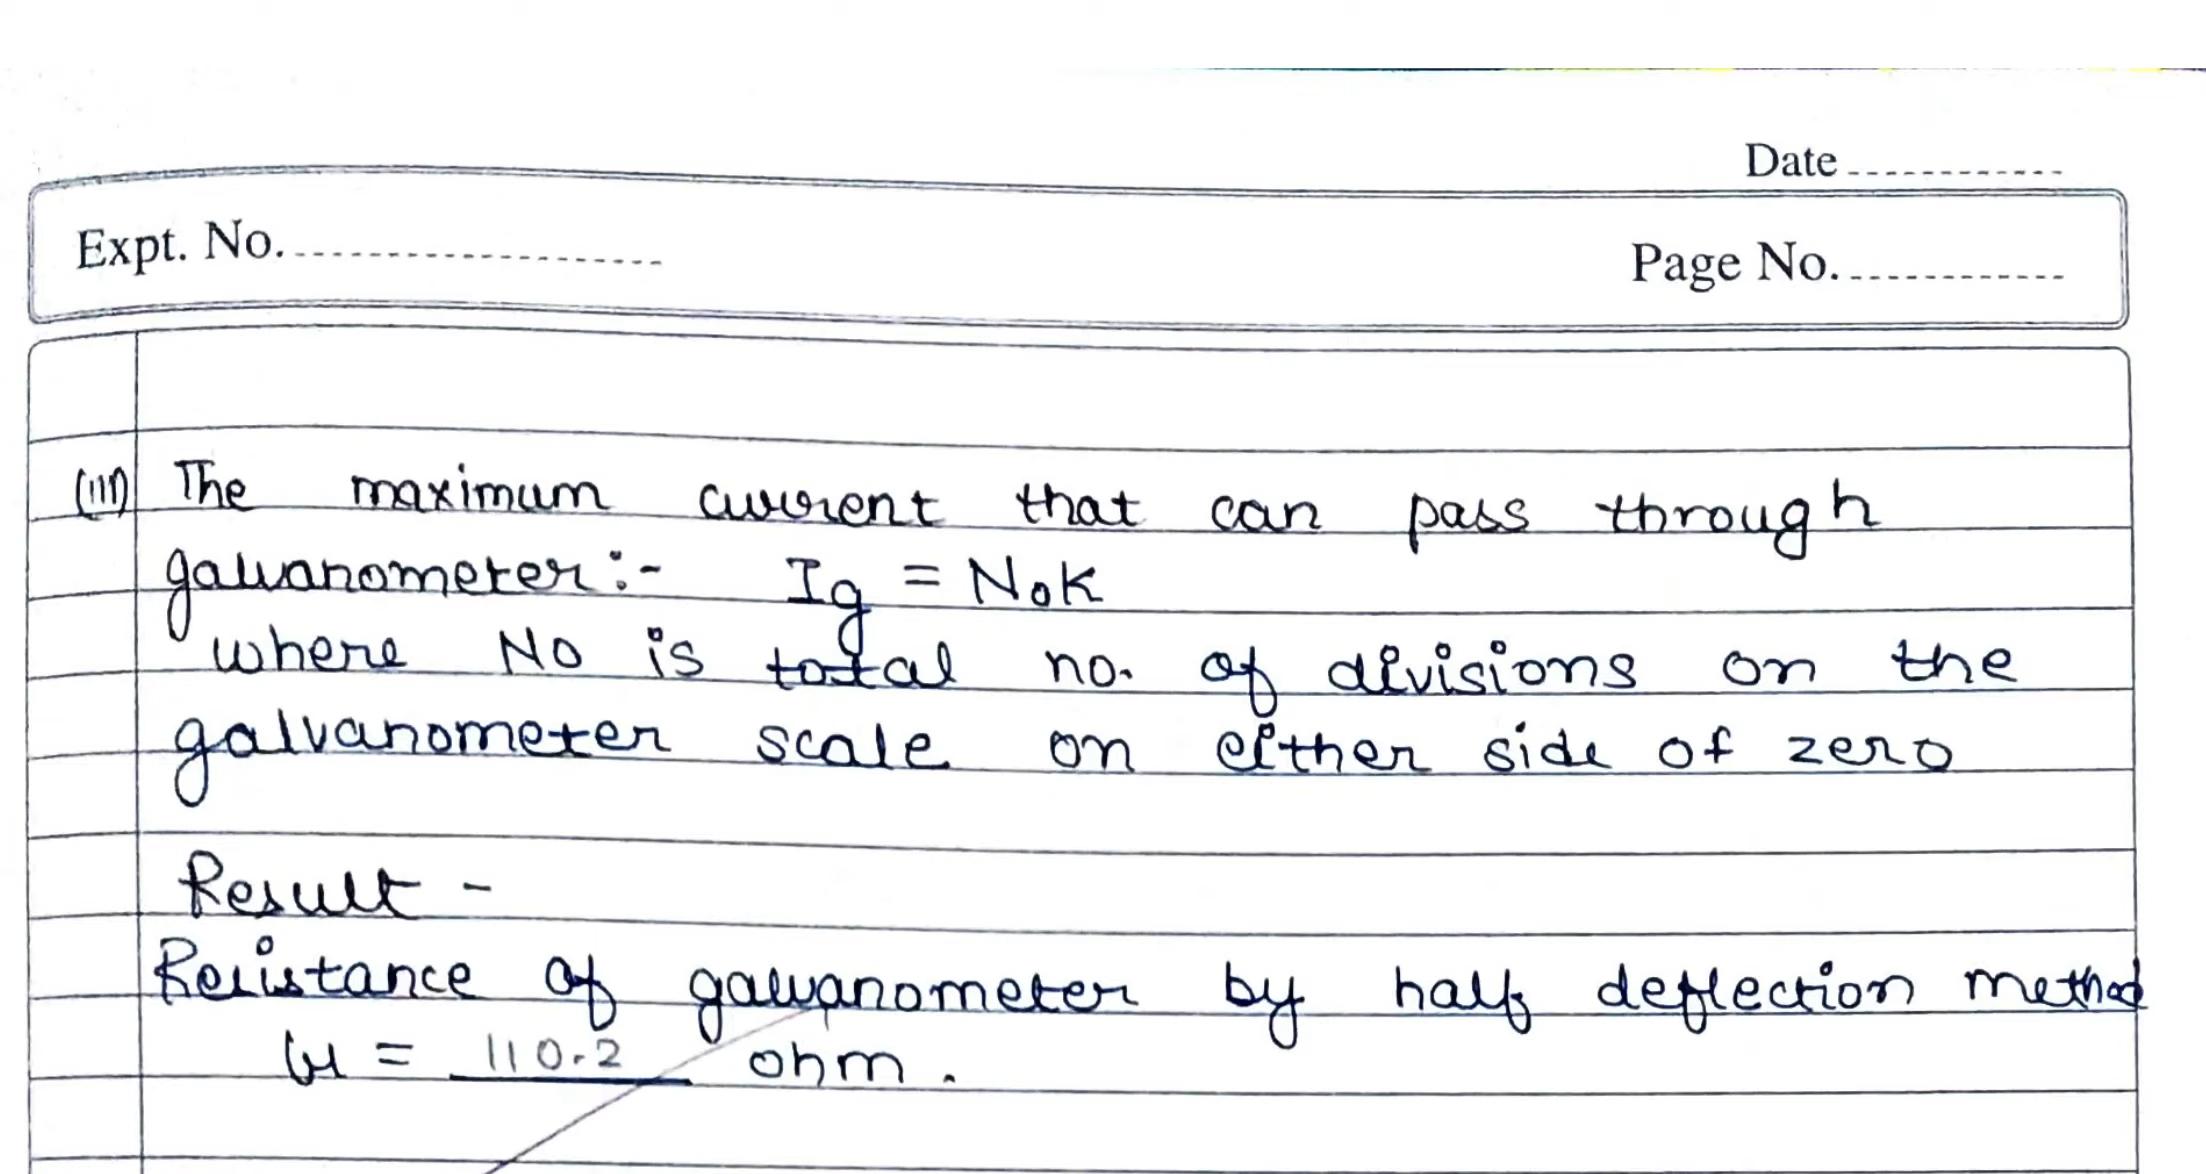 Date ............
Expt. No. ....................
Page No. ............
(iii) The maximum current that can pass through
galvanometer :- Ig = NoK
where No is total no. of divisions on the
galvanometer scale on either side of zero
Result -
Resistance of galvanometer by half deflection method
G = 110.2 ohm.